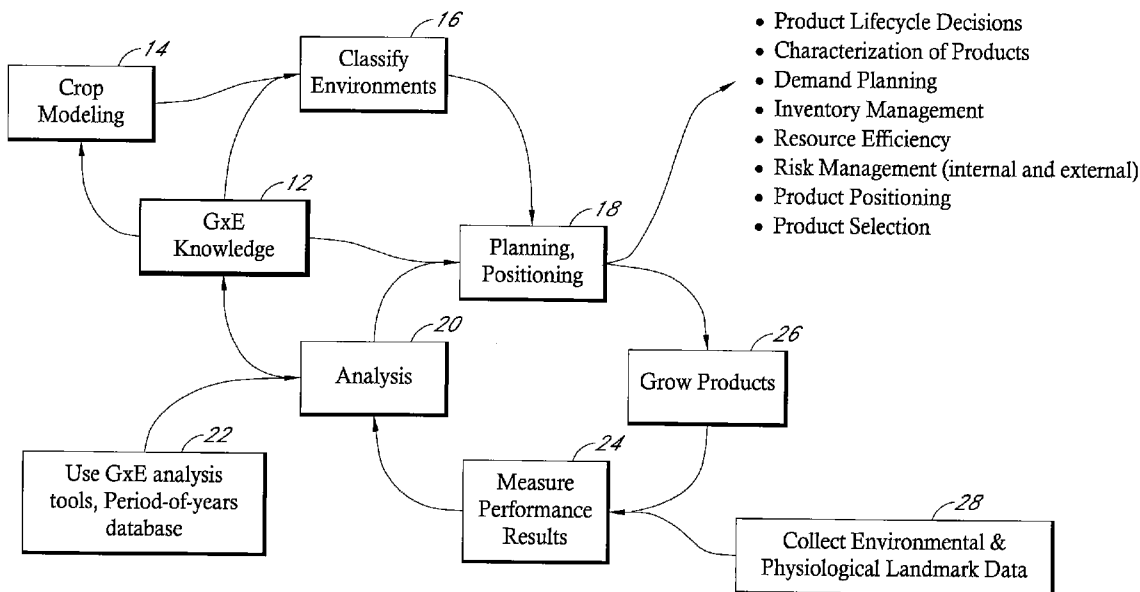 16
Classify
Environments
14
Crop
Modeling
• Product Lifecycle Decisions
• Characterization of Products
• Demand Planning
• Inventory Management
• Resource Efficiency
• Risk Management (internal and external)
• Product Positioning
• Product Selection
12
GxE
Knowledge
18
Planning,
Positioning
20
Analysis
26
Grow Products
22
Use GxE analysis
tools, Period-of-years
database
24
Measure
Performance
Results
28
Collect Environmental &
Physiological Landmark Data